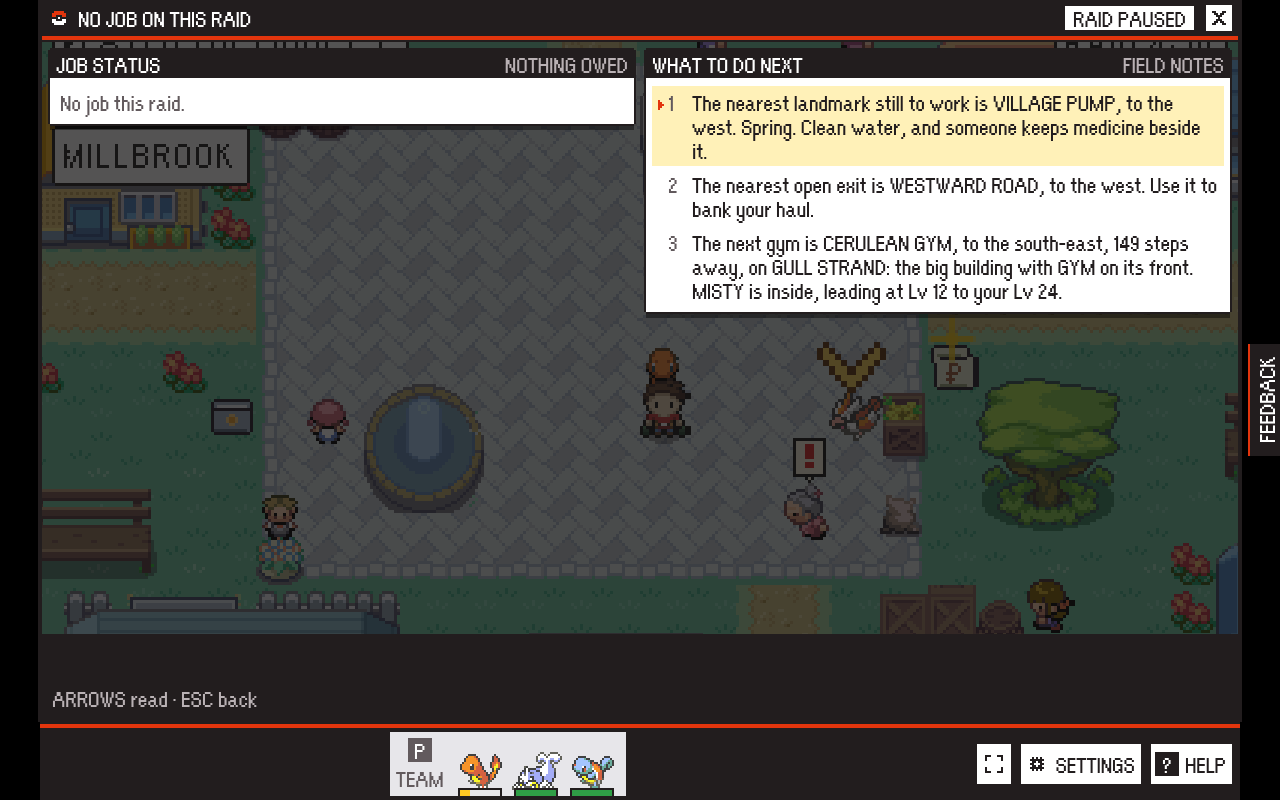 NO JOB ON THIS RAID
RAID PAUSED
X
JOB STATUS
NOTHING OWED
No job this raid.
WHAT TO DO NEXT
FIELD NOTES
1 The nearest landmark still to work is VILLAGE PUMP, to the
west. Spring. Clean water, and someone keeps medicine beside
it.
2 The nearest open exit is WESTWARD ROAD, to the west. Use it to
bank your haul.
3 The next gym is CERULEAN GYM, to the south-east, 149 steps
away, on GULL STRAND: the big building with GYM on its front.
MISTY is inside, leading at Lv 12 to your Lv 24.
MILLBROOK
!
₽
FEEDBACK
ARROWS read · ESC back
P
TEAM
SETTINGS
? HELP